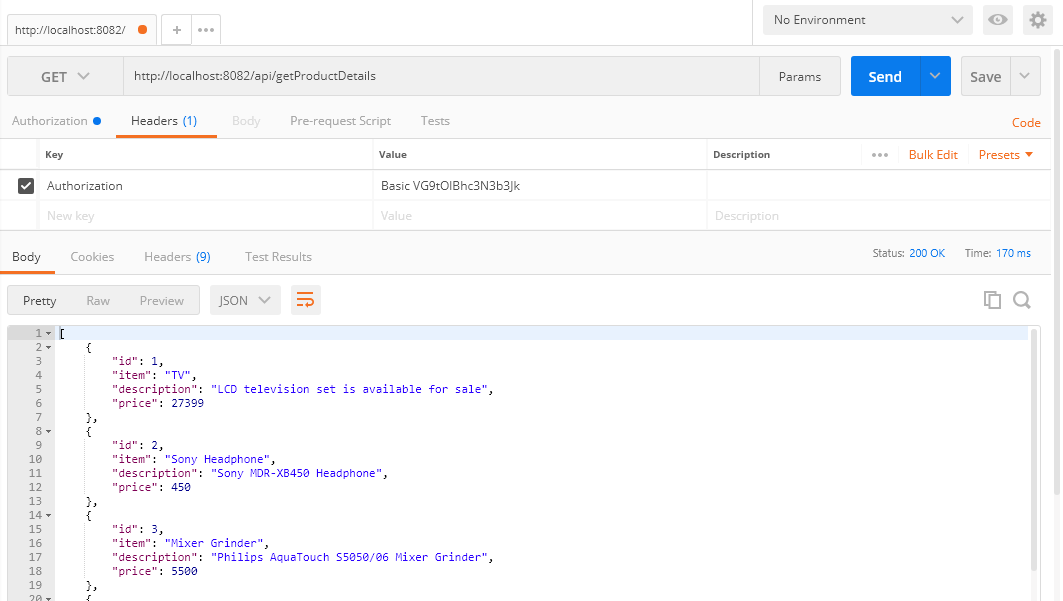 http://localhost:8082/
+
No Environment
GET
http://localhost:8082/api/getProductDetails
Params
Send
Save
Authorization
Headers (1)
Body
Pre-request Script
Tests
Code
Key Value Description
Bulk Edit
Presets
Authorization Basic VG9tOlBhc3N3b3Jk
New key Value Description
Body
Cookies
Headers (9)
Test Results
Status: 200 OK
Time: 170 ms
Pretty
Raw
Preview
JSON
1 [
2 {
3 "id": 1,
4 "item": "TV",
5 "description": "LCD television set is available for sale",
6 "price": 27399
7 },
8 {
9 "id": 2,
10 "item": "Sony Headphone",
11 "description": "Sony MDR-XB450 Headphone",
12 "price": 450
13 },
14 {
15 "id": 3,
16 "item": "Mixer Grinder",
17 "description": "Philips AquaTouch S5050/06 Mixer Grinder",
18 "price": 5500
19 },
20 {